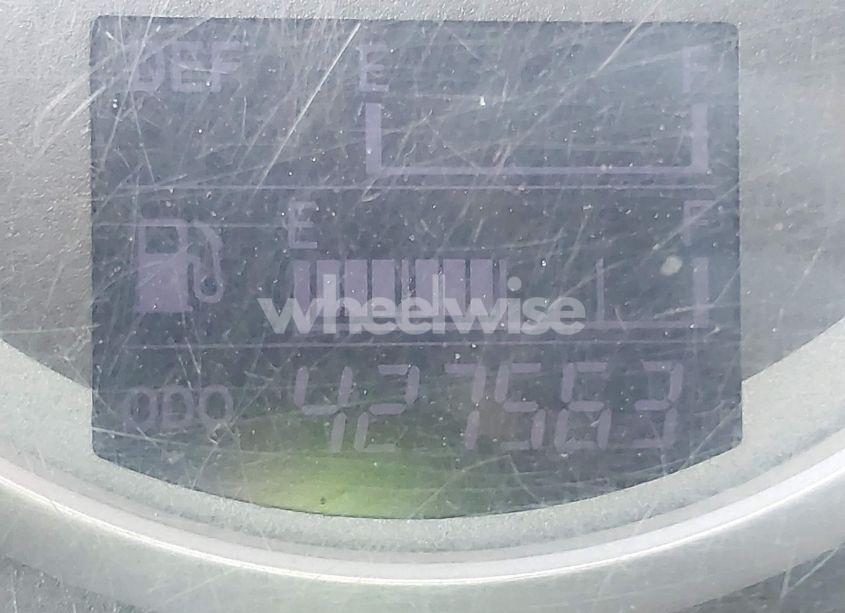 DEF E F
E F
wheelwise
ODO 427563